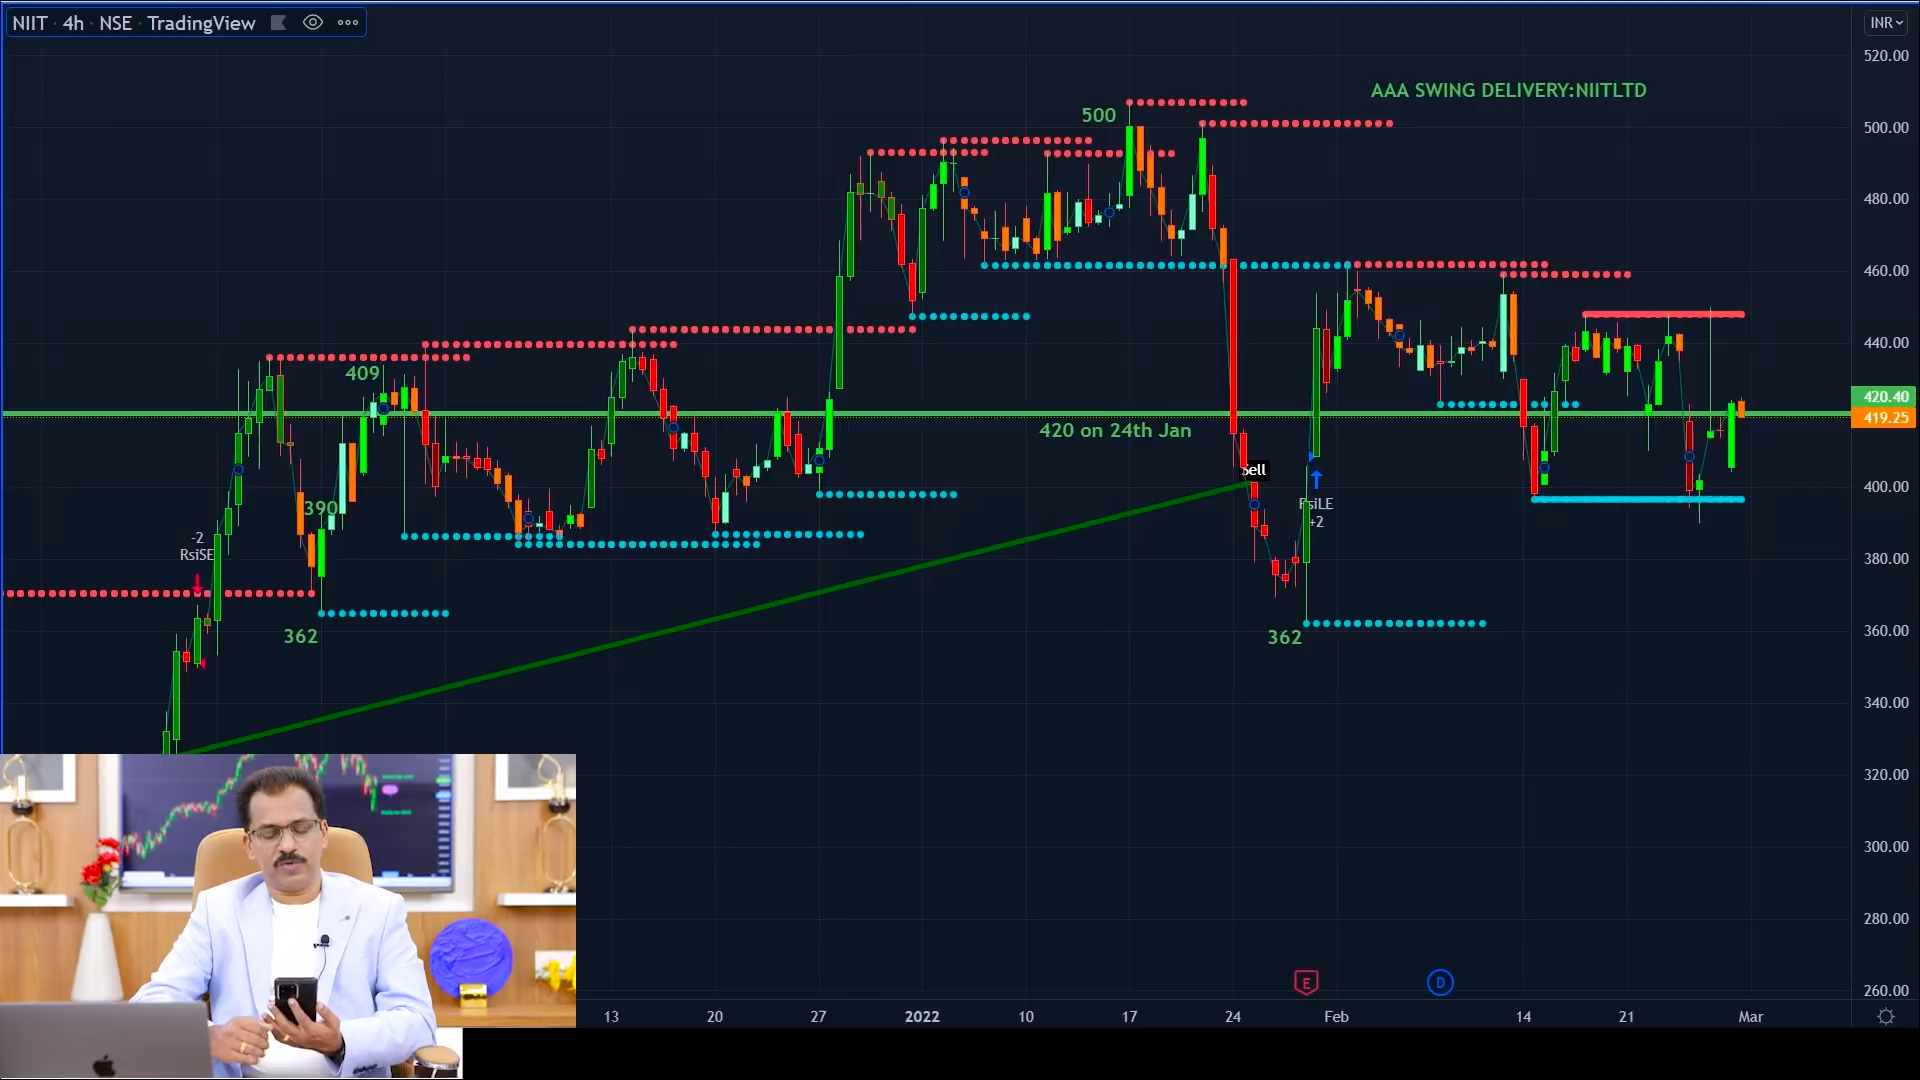 NIIT · 4h · NSE · TradingView
INR
520.00
AAA SWING DELIVERY:NIITLTD
500
500.00
480.00
460.00
440.00
409
420.40
419.25
420 on 24th Jan
Sell
400.00
390
RsiLE
+2
-2
RsiSE
380.00
362
362
360.00
340.00
320.00
300.00
280.00
E
D
260.00
13
20
27
2022
10
17
24
Feb
14
21
Mar